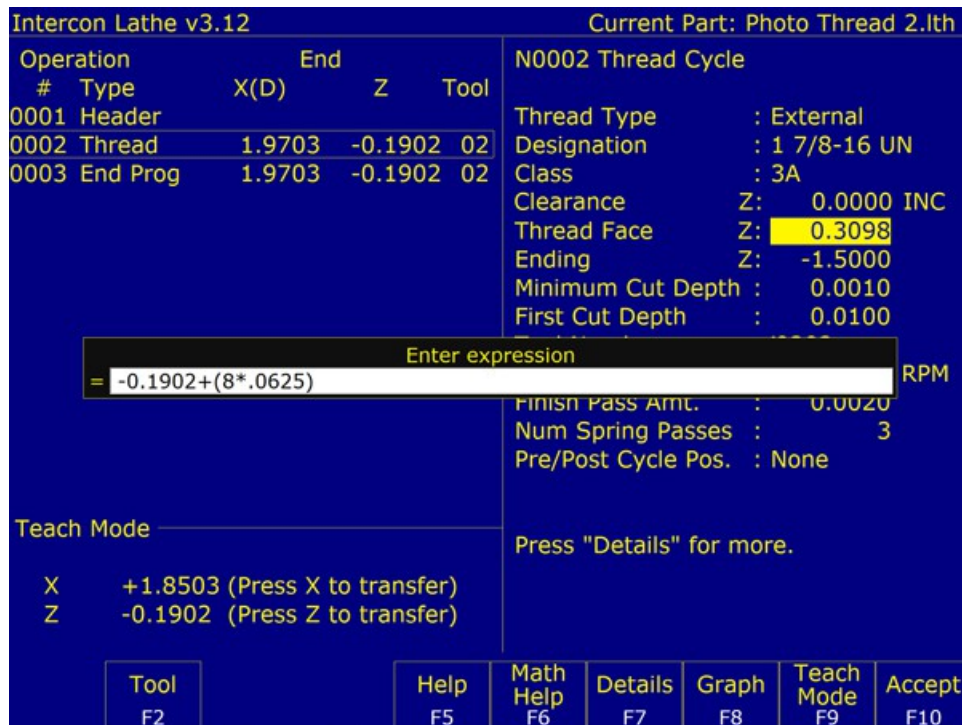 Intercon Lathe v3.12 Current Part: Photo Thread 2.lth
Operation End
# Type X(D) Z Tool
0001 Header
0002 Thread 1.9703 -0.1902 02
0003 End Prog 1.9703 -0.1902 02
N0002 Thread Cycle
Thread Type : External
Designation : 1 7/8-16 UN
Class : 3A
Clearance Z: 0.0000 INC
Thread Face Z: 0.3098
Ending Z: -1.5000
Minimum Cut Depth : 0.0010
First Cut Depth : 0.0100
RPM
Finish Pass Amt. : 0.0020
Num Spring Passes : 3
Pre/Post Cycle Pos. : None
Press "Details" for more.
Enter expression
= -0.1902+(8*.0625)
Teach Mode
X +1.8503 (Press X to transfer)
Z -0.1902 (Press Z to transfer)
Tool F2
Help F5
Math Help F6
Details F7
Graph F8
Teach Mode F9
Accept F10